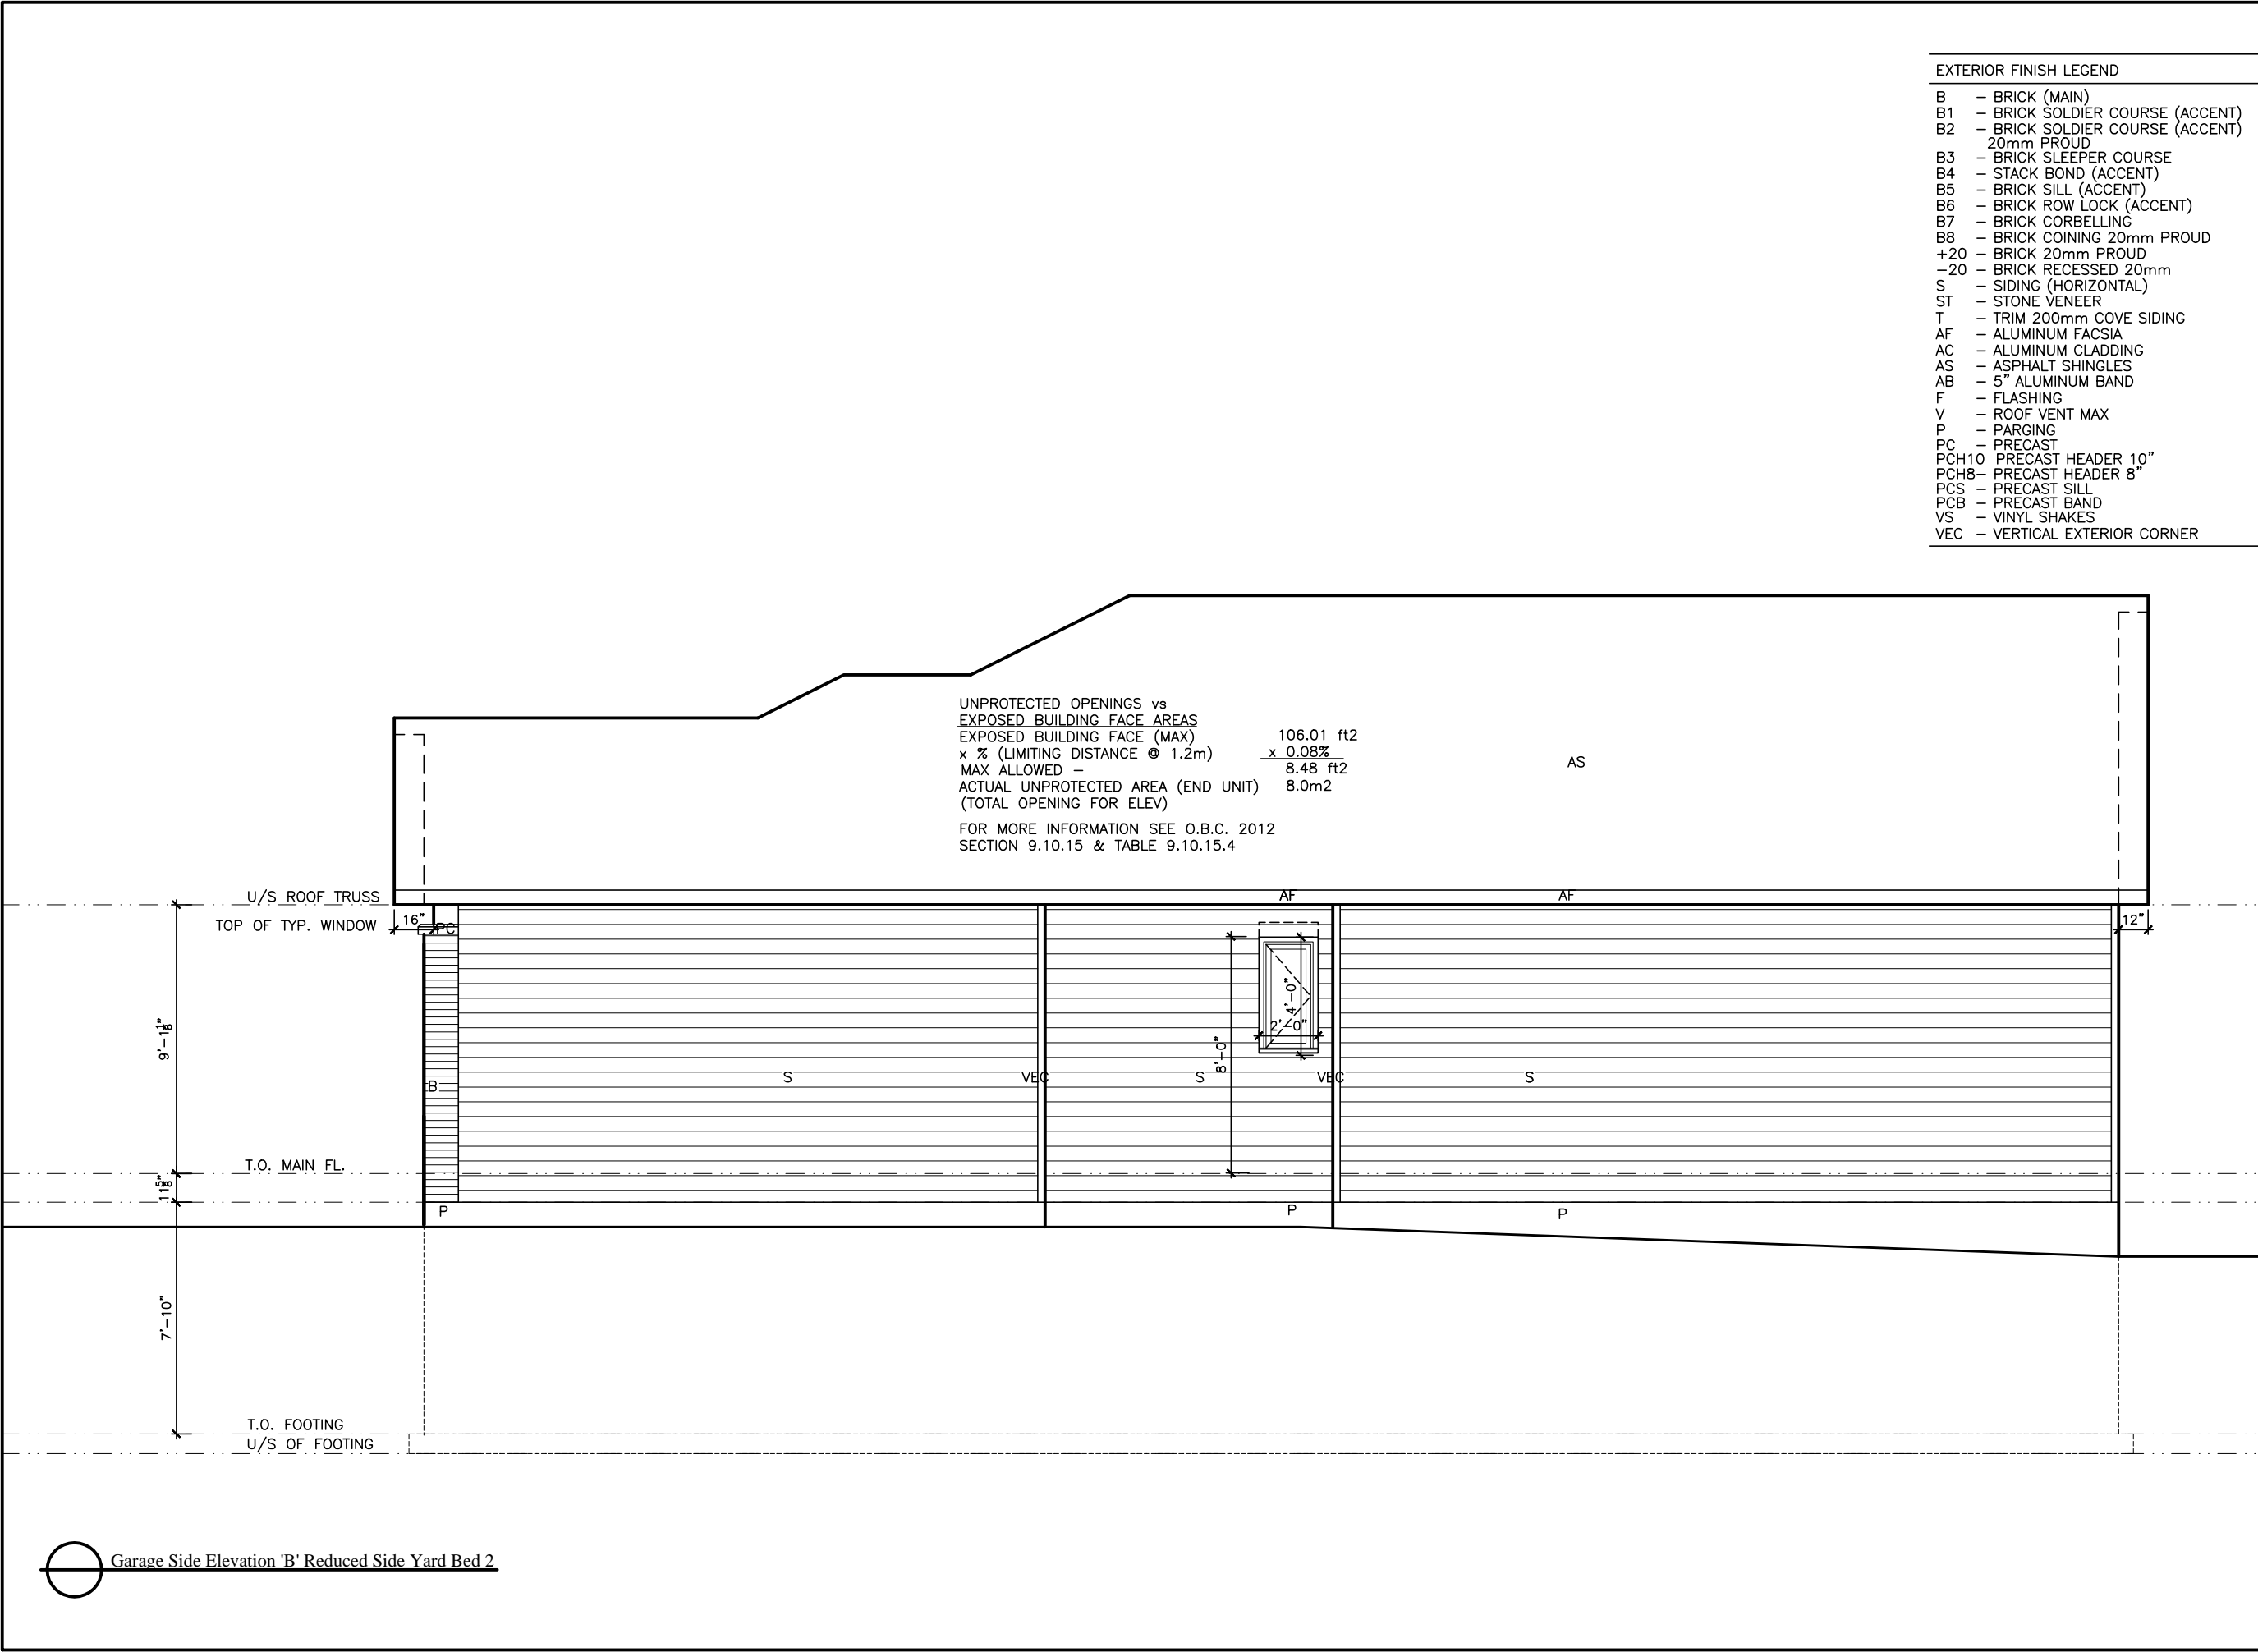 EXTERIOR FINISH LEGEND
B – BRICK (MAIN)
B1 – BRICK SOLDIER COURSE (ACCENT)
B2 – BRICK SOLDIER COURSE (ACCENT)
20mm PROUD
B3 – BRICK SLEEPER COURSE
B4 – STACK BOND (ACCENT)
B5 – BRICK SILL (ACCENT)
B6 – BRICK ROW LOCK (ACCENT)
B7 – BRICK CORBELLING
B8 – BRICK COINING 20mm PROUD
+20 – BRICK 20mm PROUD
–20 – BRICK RECESSED 20mm
S – SIDING (HORIZONTAL)
ST – STONE VENEER
T – TRIM 200mm COVE SIDING
AF – ALUMINUM FACSIA
AC – ALUMINUM CLADDING
AS – ASPHALT SHINGLES
AB – 5" ALUMINUM BAND
F – FLASHING
V – ROOF VENT MAX
P – PARGING
PC – PRECAST
PCH10 PRECAST HEADER 10"
PCH8– PRECAST HEADER 8"
PCS – PRECAST SILL
PCB – PRECAST BAND
VS – VINYL SHAKES
VEC – VERTICAL EXTERIOR CORNER
UNPROTECTED OPENINGS vs
EXPOSED BUILDING FACE AREAS
EXPOSED BUILDING FACE (MAX) 106.01 ft2
x % (LIMITING DISTANCE @ 1.2m) x 0.08%
MAX ALLOWED – 8.48 ft2
ACTUAL UNPROTECTED AREA (END UNIT) 8.0m2
(TOTAL OPENING FOR ELEV)
FOR MORE INFORMATION SEE O.B.C. 2012
SECTION 9.10.15 & TABLE 9.10.15.4
AS
U/S ROOF TRUSS
AF
AF
TOP OF TYP. WINDOW
16"
PC
12"
4'–0"
2'–0"
9'–1 1/8"
8'–0"
B
S
VEC
S
VEC
S
T.O. MAIN FL.
11 5/8"
P
P
P
7'–10"
T.O. FOOTING
U/S OF FOOTING
Garage Side Elevation 'B' Reduced Side Yard Bed 2